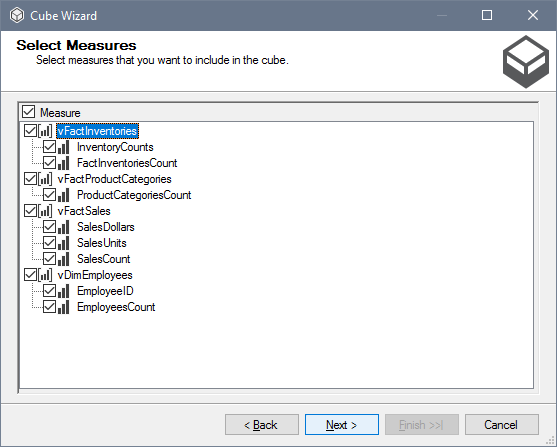 Cube Wizard
Select Measures
Select measures that you want to include in the cube.
Measure
vFactInventories
InventoryCounts
FactInventoriesCount
vFactProductCategories
ProductCategoriesCount
vFactSales
SalesDollars
SalesUnits
SalesCount
vDimEmployees
EmployeeID
EmployeesCount
< Back Next > Finish >>| Cancel